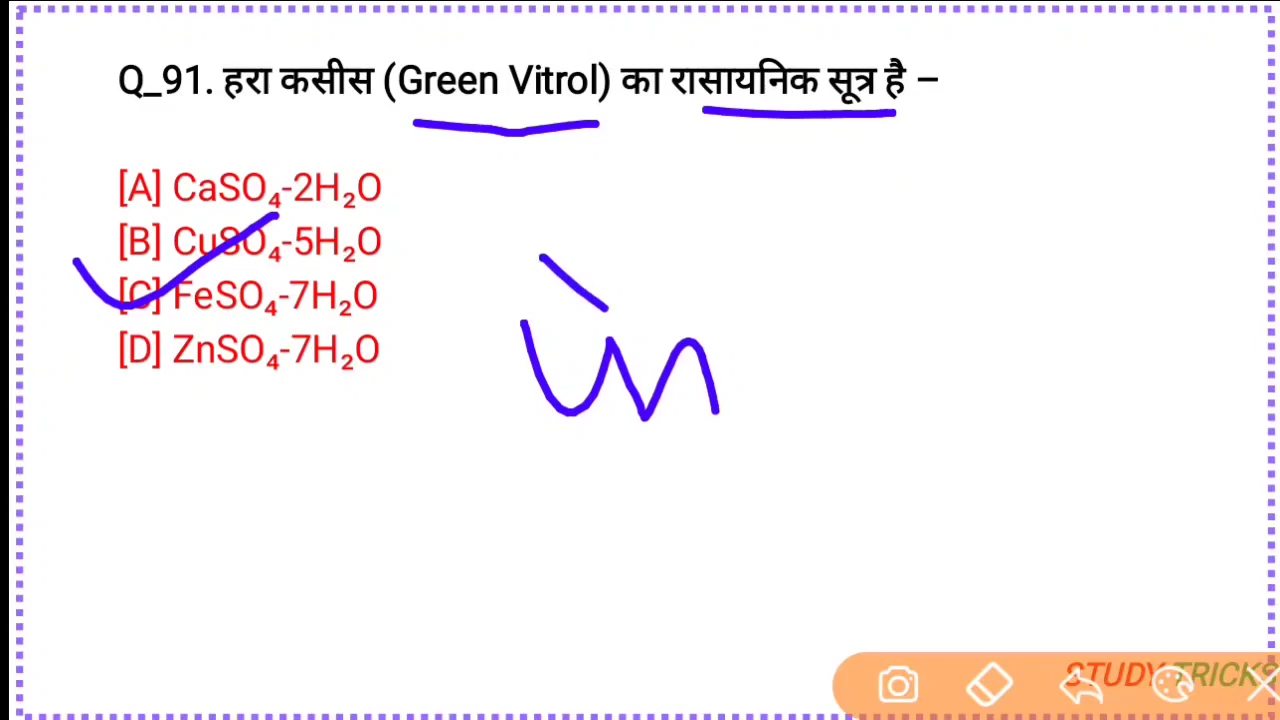 Q_91. हरा कसीस (Green Vitrol) का रासायनिक सूत्र है –
[A] CaSO₄-2H₂O
[B] CuSO₄-5H₂O
[C] FeSO₄-7H₂O
[D] ZnSO₄-7H₂O
STUDY TRICKS